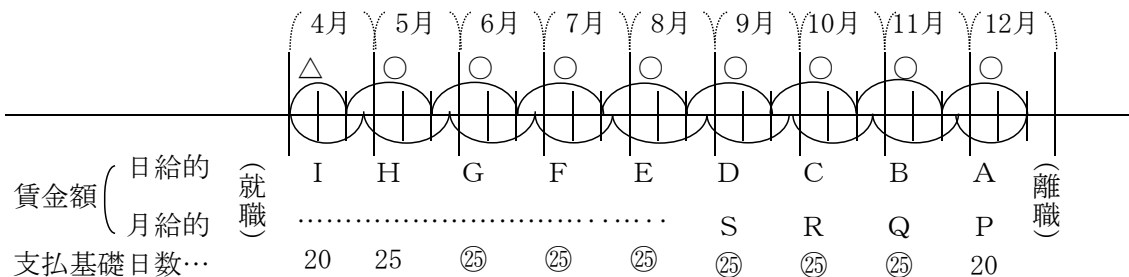 4月 5月 6月 7月 8月 9月 10月 11月 12月
△ ○ ○ ○ ○ ○ ○ ○ ○
賃金額 日給的 (就職) I H G F E D C B A (離職)
月給的 ………………………………… S R Q P
支払基礎日数… 20 25 ㉕ ㉕ ㉕ ㉕ ㉕ ㉕ 20